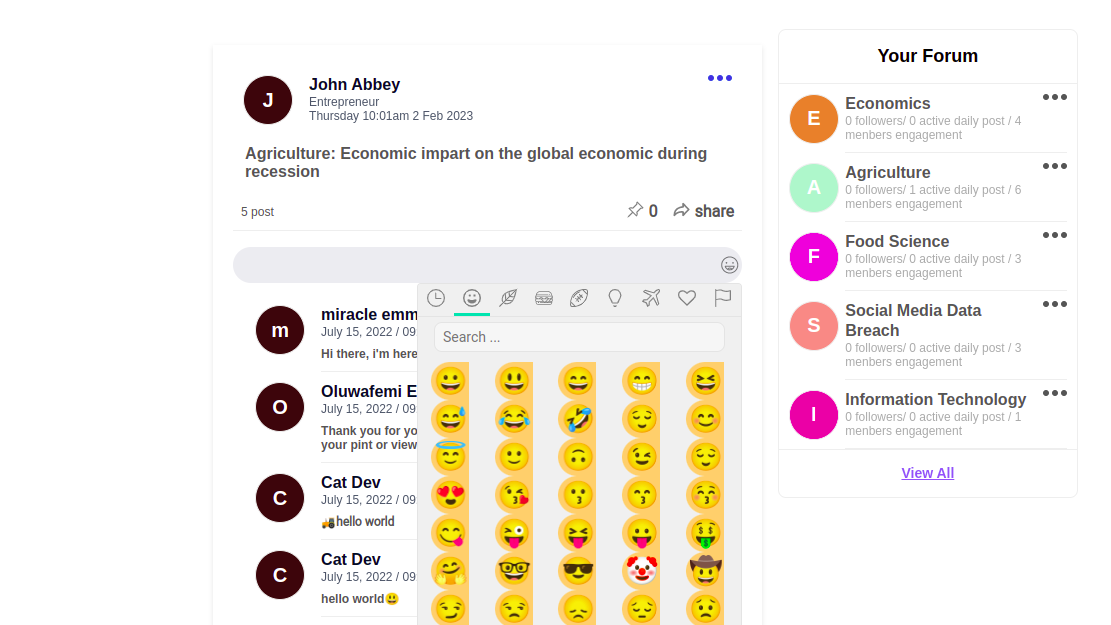 J
John Abbey
Entrepreneur
Thursday 10:01am 2 Feb 2023
Agriculture: Economic impart on the global economic during
recession
5 post
0 share
Search ...
m
miracle emm
July 15, 2022 / 09
Hi there, i'm here
O
Oluwafemi E
July 15, 2022 / 09
Thank you for yo
your pint or view
C
Cat Dev
July 15, 2022 / 09
🚜hello world
C
Cat Dev
July 15, 2022 / 09
hello world😃
Your Forum
E
Economics
0 followers/ 0 active daily post / 4
menbers engagement
A
Agriculture
0 followers/ 1 active daily post / 6
menbers engagement
F
Food Science
0 followers/ 0 active daily post / 3
menbers engagement
S
Social Media Data
Breach
0 followers/ 0 active daily post / 3
menbers engagement
I
Information Technology
0 followers/ 0 active daily post / 1
menbers engagement
View All